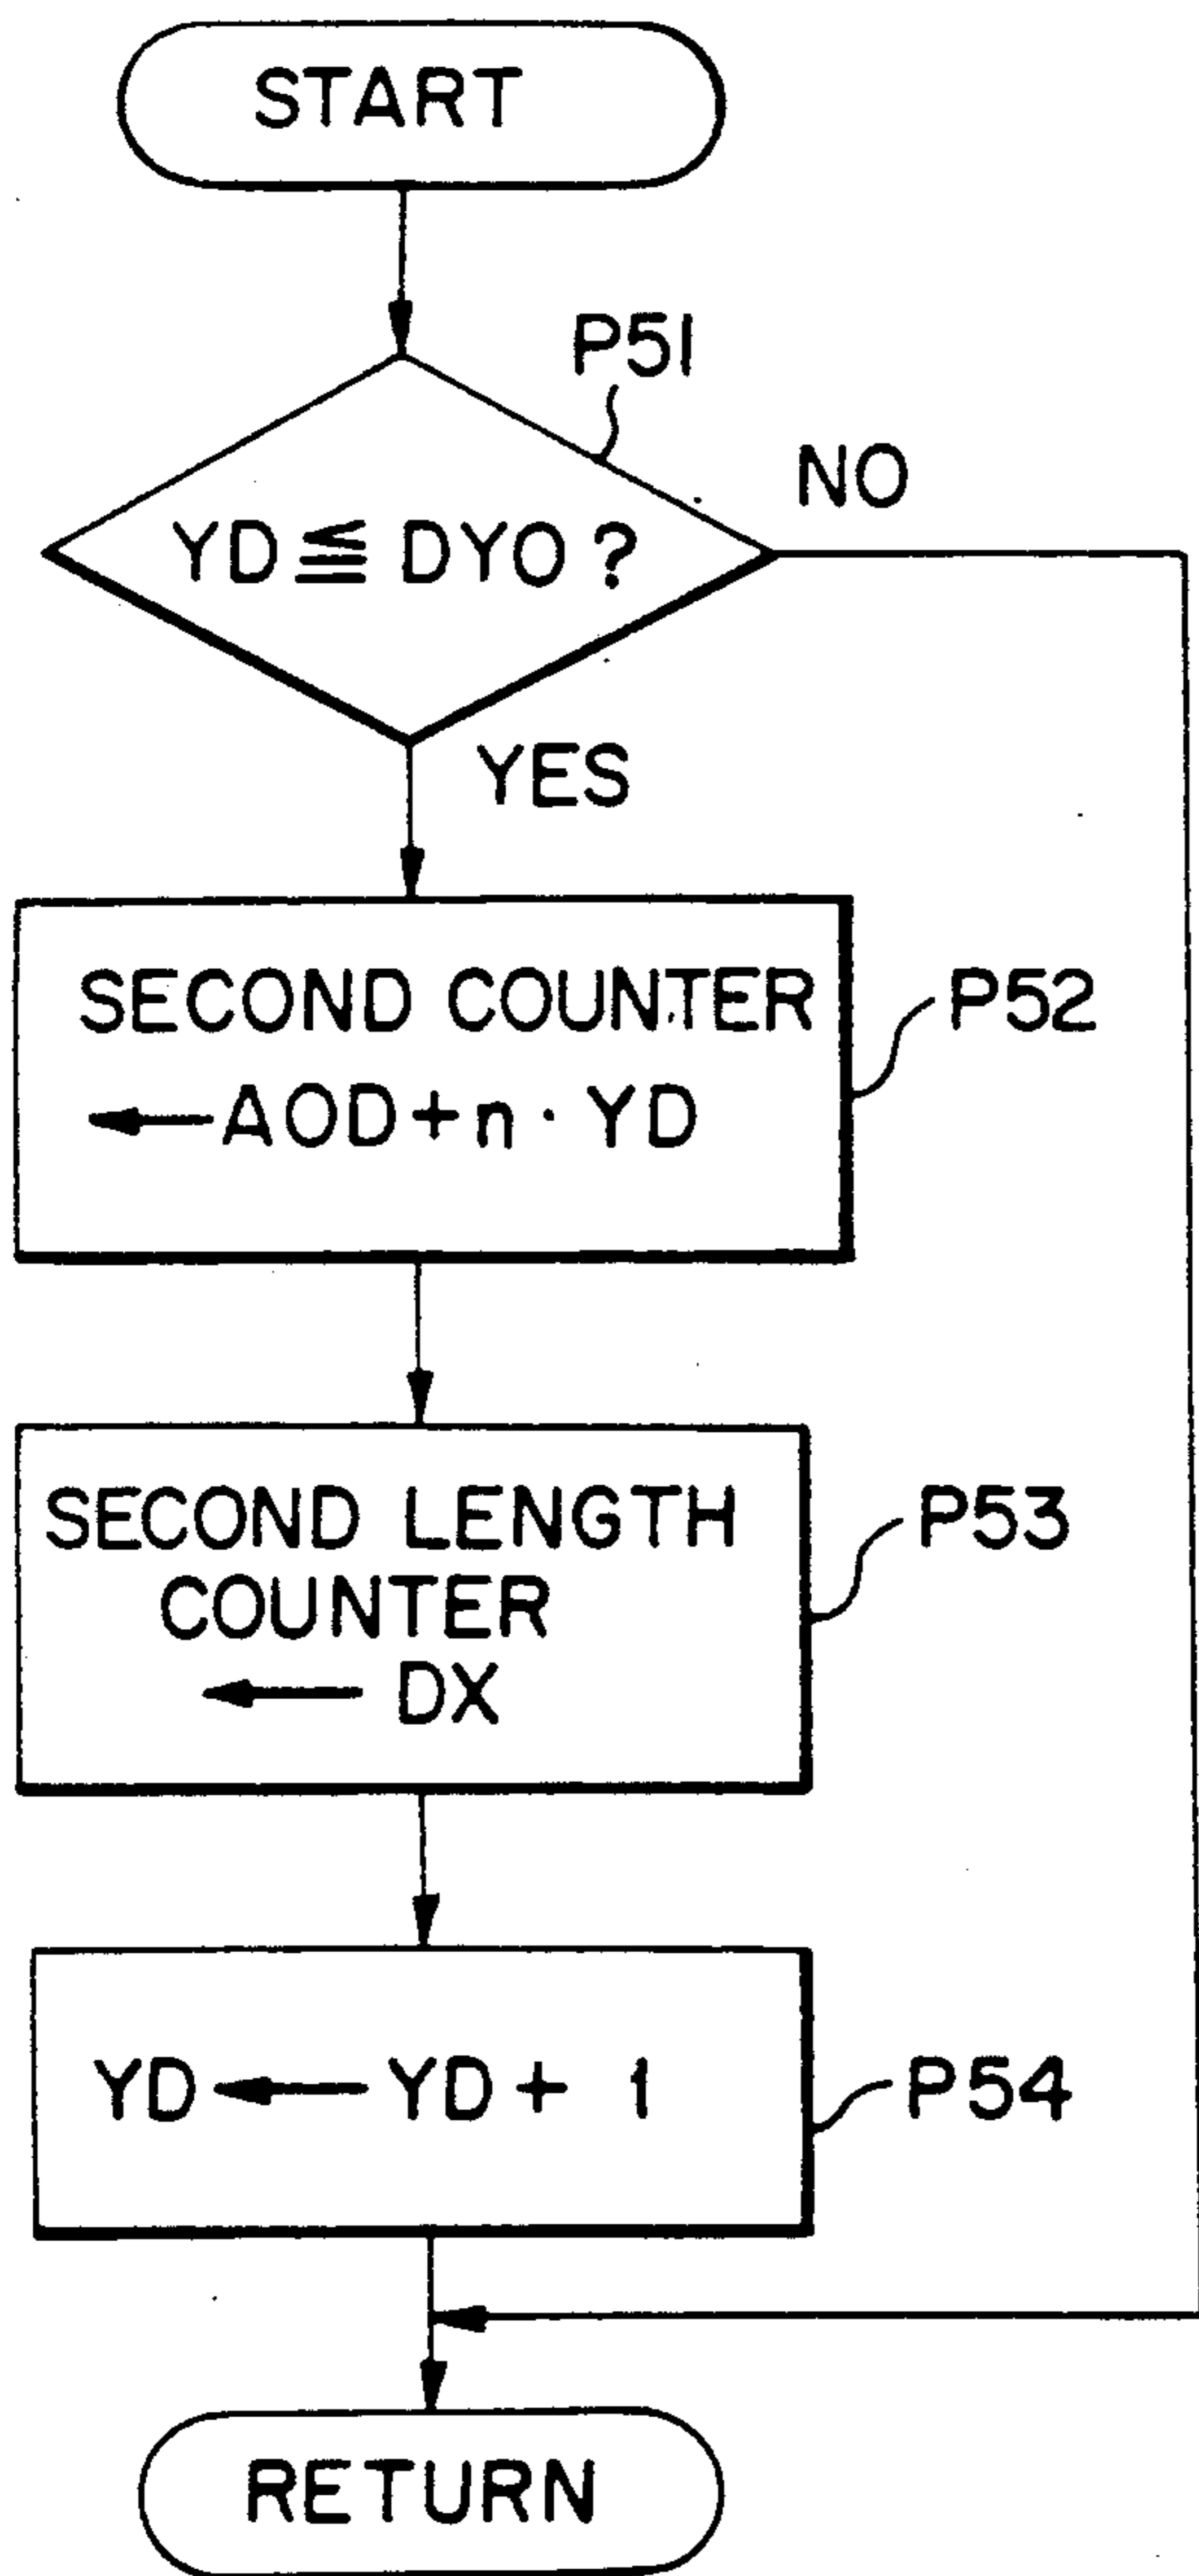 START
P51
YD ≦ DYO ?
NO
YES
SECOND COUNTER
← AOD + n · YD
P52
SECOND LENGTH
COUNTER
← DX
P53
YD ← YD + 1
P54
RETURN